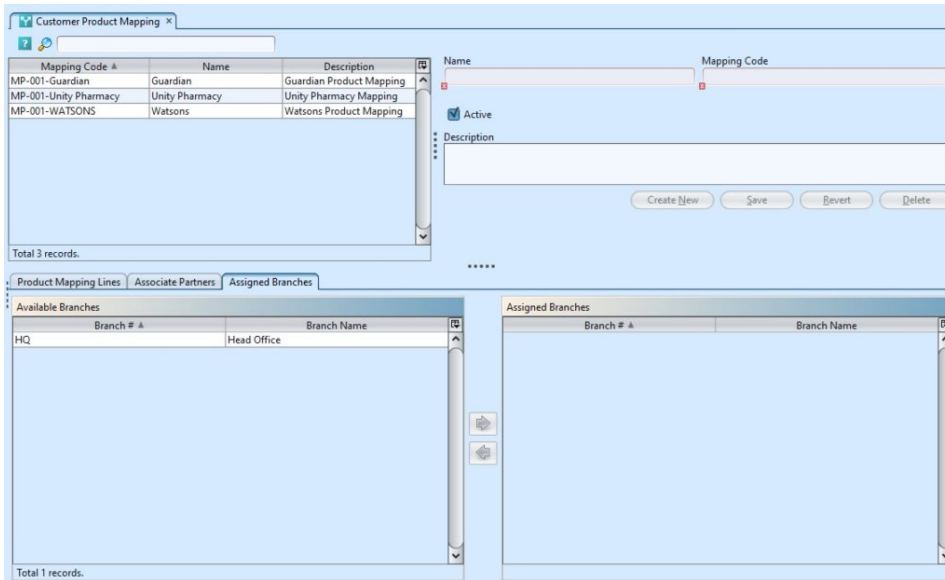 Customer Product Mapping
Name Mapping Code
Mapping Code Name Description
MP-001-Guardian Guardian Guardian Product Mapping
MP-001-Unity Pharmacy Unity Pharmacy Unity Pharmacy Mapping
MP-001-WATSONS Watsons Watsons Product Mapping
Active
Description
Create New Save Revert Delete
Total 3 records.
Product Mapping Lines Associate Partners Assigned Branches
Available Branches Assigned Branches
Branch # Branch Name Branch # Branch Name
HQ Head Office
Total 1 records.